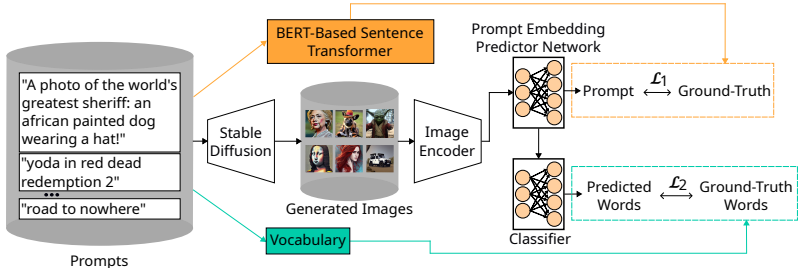 BERT-Based Sentence
Transformer
Prompt Embedding
Predictor Network
"A photo of the world's
greatest sheriff: an
african painted dog
wearing a hat!"
"yoda in red dead
redemption 2"
"road to nowhere"
Prompts
Stable
Diffusion
Generated Images
Image
Encoder
Prompt
ℒ1
Ground-Truth
Classifier
Predicted
Words
ℒ2
Ground-Truth
Words
Vocabulary